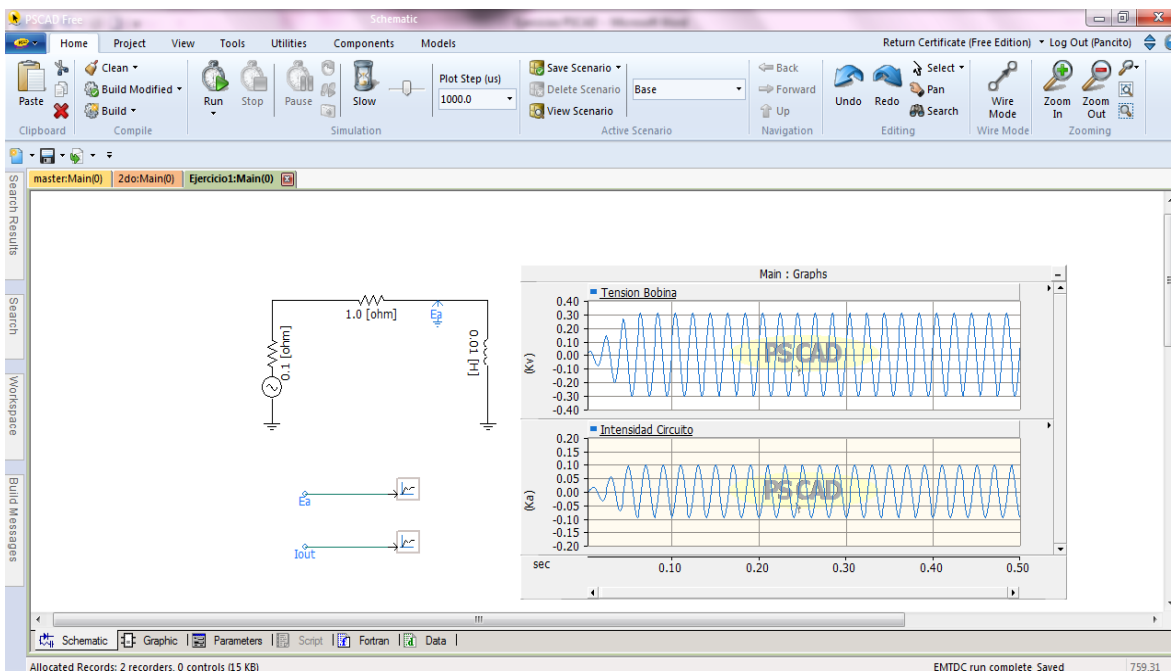 PSCAD Free Schematic Ejercicios PSCAD - Microsoft Word
Home Project View Tools Utilities Components Models Return Certificate (Free Edition) Log Out (Pancito)
Paste
Clean
Build Modified
Build
Run Stop Pause Slow
Plot Step (us)
1000.0
Save Scenario
Delete Scenario
View Scenario
Base
Back
Forward
Up
Undo Redo
Select
Pan
Search
Wire Mode
Zoom In
Zoom Out
Clipboard Compile Simulation Active Scenario Navigation Editing Wire Mode Zooming
master:Main(0) 2do:Main(0) Ejercicio1:Main(0)
Search Results
Search
Workspace
Build Messages
1.0 [ohm]
Ea
0.1 [ohm]
0.01 [H]
Ea
Iout
Main : Graphs
Tension Bobina
0.40
0.30
0.20
0.10
0.00
-0.10
-0.20
-0.30
-0.40
(Kv)
PSCAD
Intensidad Circuito
0.20
0.15
0.10
0.05
0.00
-0.05
-0.10
-0.15
-0.20
(Ka)
PSCAD
sec 0.10 0.20 0.30 0.40 0.50
Schematic Graphic Parameters Script Fortran Data
Allocated Records: 2 recorders, 0 controls (15 KB) EMTDC run complete Saved 759.31